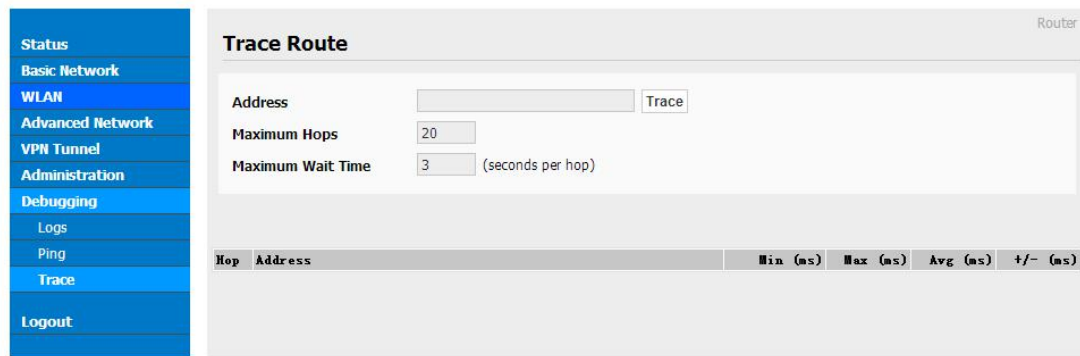 Router
Status
Basic Network
WLAN
Advanced Network
VPN Tunnel
Administration
Debugging
Logs
Ping
Trace
Logout
Trace Route
Address Trace
Maximum Hops 20
Maximum Wait Time 3 (seconds per hop)
Hop Address Min (ms) Max (ms) Avg (ms) +/- (ms)